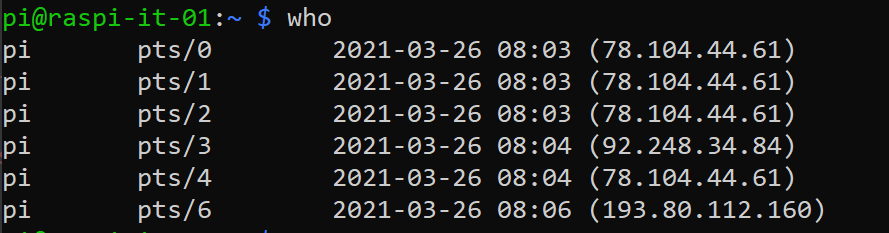 pi@raspi-it-01:~ $ who
pi       pts/0        2021-03-26 08:03 (78.104.44.61)
pi       pts/1        2021-03-26 08:03 (78.104.44.61)
pi       pts/2        2021-03-26 08:03 (78.104.44.61)
pi       pts/3        2021-03-26 08:04 (92.248.34.84)
pi       pts/4        2021-03-26 08:04 (78.104.44.61)
pi       pts/6        2021-03-26 08:06 (193.80.112.160)